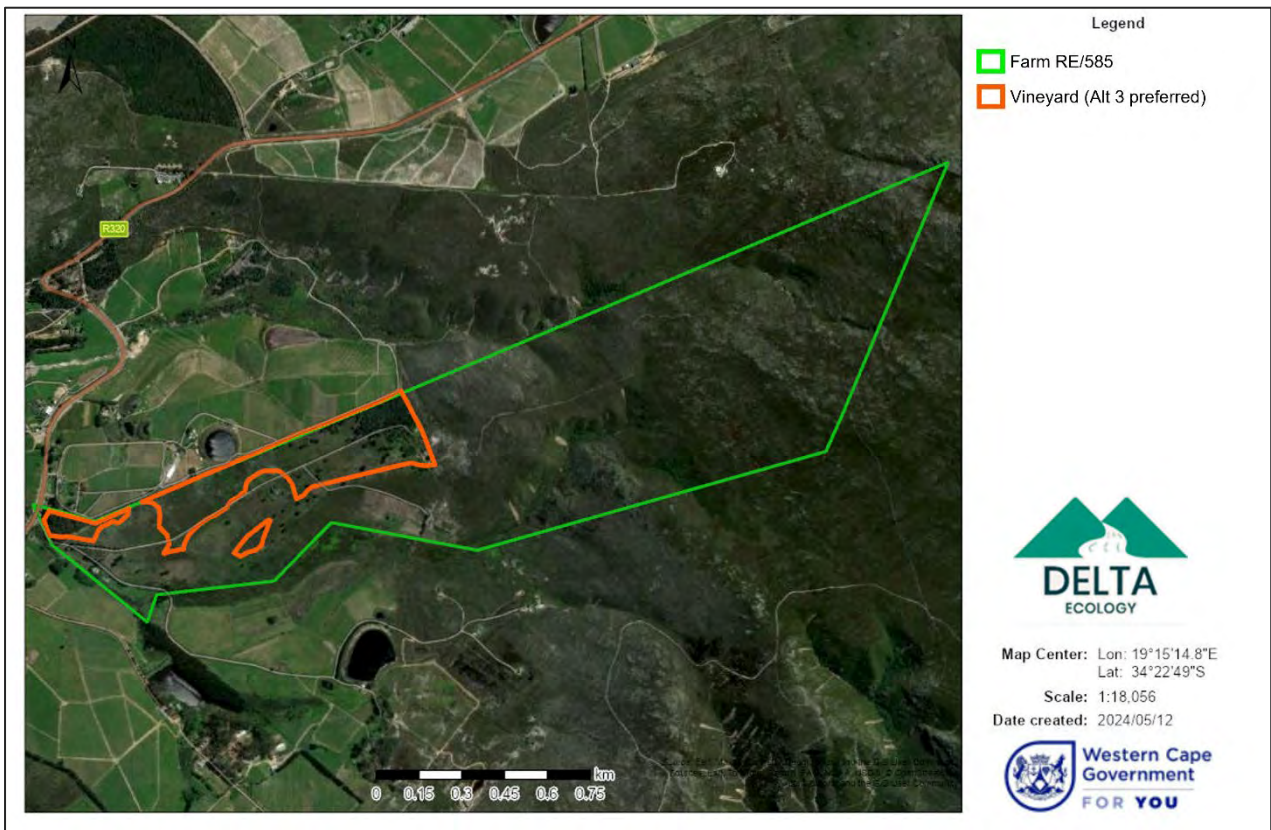 Legend
Farm RE/585
Vineyard (Alt 3 preferred)
R320
DELTA
ECOLOGY
Map Center: Lon: 19°15'14.8"E
Lat: 34°22'49"S
Scale: 1:18,056
Date created: 2024/05/12
km
0 0.15 0.3 0.45 0.6 0.75
Western Cape
Government
FOR YOU